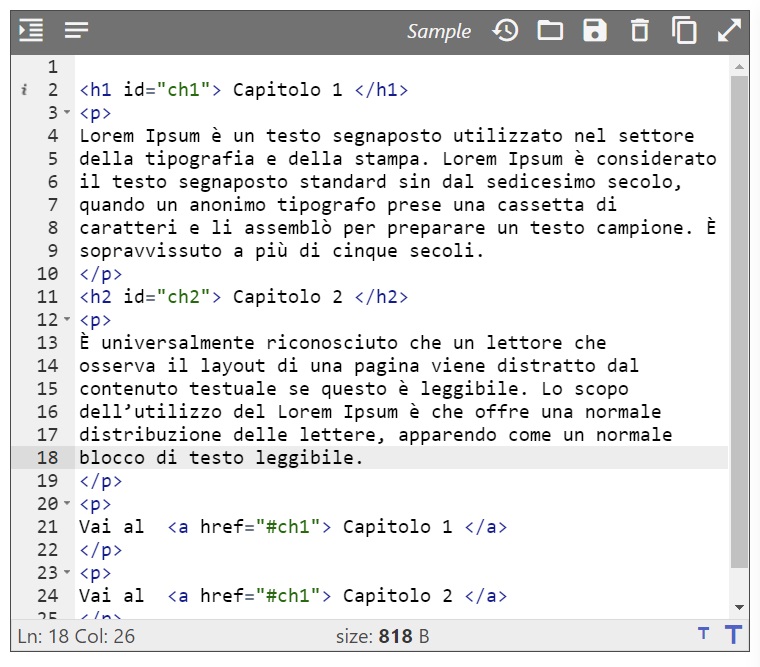 Sample
1
i 2 <h1 id="ch1"> Capitolo 1 </h1>
3 <p>
4 Lorem Ipsum è un testo segnaposto utilizzato nel settore
5 della tipografia e della stampa. Lorem Ipsum è considerato
6 il testo segnaposto standard sin dal sedicesimo secolo,
7 quando un anonimo tipografo prese una cassetta di
8 caratteri e li assemblò per preparare un testo campione. È
9 sopravvissuto a più di cinque secoli.
10 </p>
11 <h2 id="ch2"> Capitolo 2 </h2>
12 <p>
13 È universalmente riconosciuto che un lettore che
14 osserva il layout di una pagina viene distratto dal
15 contenuto testuale se questo è leggibile. Lo scopo
16 dell’utilizzo del Lorem Ipsum è che offre una normale
17 distribuzione delle lettere, apparendo come un normale
18 blocco di testo leggibile.
19 </p>
20 <p>
21 Vai al  <a href="#ch1"> Capitolo 1 </a>
22 </p>
23 <p>
24 Vai al  <a href="#ch1"> Capitolo 2 </a>
25 </p>
Ln: 18 Col: 26 size: 818 B T T